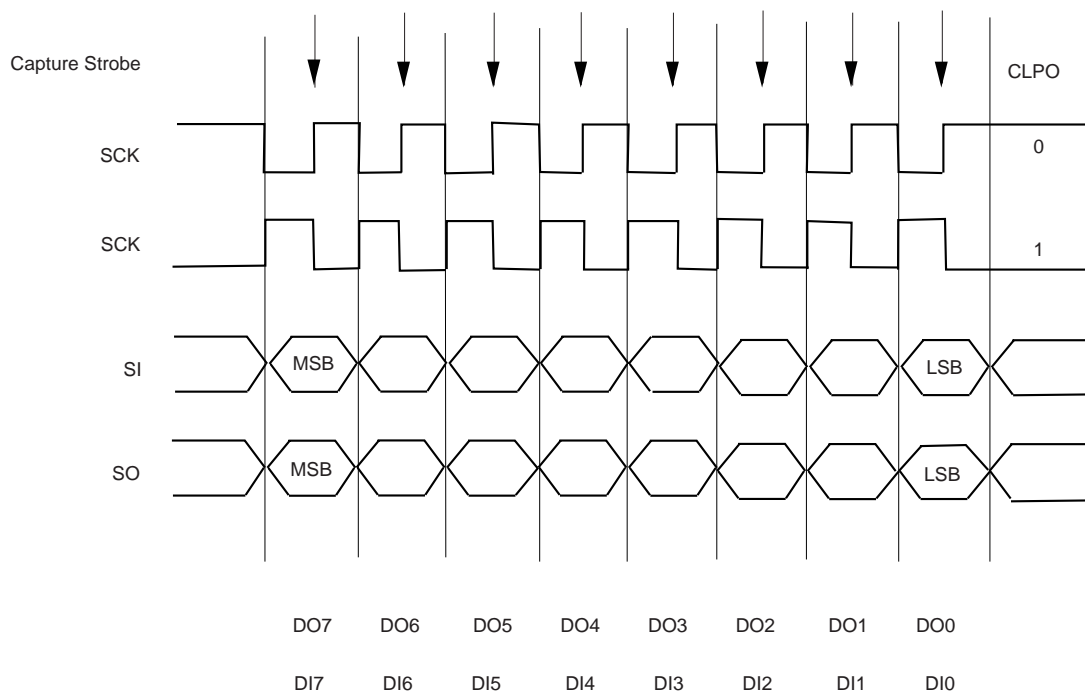 Capture Strobe
CLPO
SCK
0
SCK
1
SI
MSB
LSB
SO
MSB
LSB
DO7 DO6 DO5 DO4 DO3 DO2 DO1 DO0
DI7 DI6 DI5 DI4 DI3 DI2 DI1 DI0